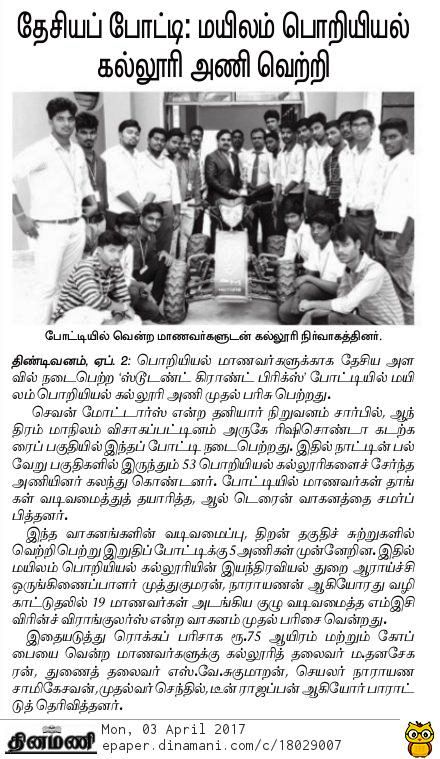 தேசியப் போட்டி: மயிலம் பொறியியல்
கல்லூரி அணி வெற்றி
போட்டியில் வென்ற மாணவர்களுடன் கல்லூரி நிர்வாகத்தினர்.
திண்டிவனம், ஏப். 2: பொறியியல் மாணவர்களுக்காக தேசிய அள
வில் நடைபெற்ற 'ஸ்டூடண்ட் கிராண்ட் பிரிக்ஸ்' போட்டியில் மயி
லம் பொறியியல் கல்லூரி அணி முதல் பரிசு பெற்றது.
செவன் மோட்டார்ஸ் என்ற தனியார் நிறுவனம் சார்பில், ஆந்
திரம் மாநிலம் விசாகப்பட்டினம் அருகே ரிஷிகொண்டா கடற்க
ரைப் பகுதியில் இந்தப் போட்டி நடைபெற்றது. இதில் நாட்டின் பல்
வேறு பகுதிகளில் இருந்தும் 53 பொறியியல் கல்லூரிகளைச் சேர்ந்த
அணியினர் கலந்து கொண்டனர். போட்டியில் மாணவர்கள் தாங்
கள் வடிவமைத்துத் தயாரித்த, ஆல் டெரைன் வாகனத்தை சமர்ப்
பித்தனர்.
இந்த வாகனங்களின் வடிவமைப்பு, திறன் தகுதிச் சுற்றுகளில்
வெற்றி பெற்று இறுதிப் போட்டிக்கு 5 அணிகள் முன்னேறின. இதில்
மயிலம் பொறியியல் கல்லூரியின் இயந்திரவியல் துறை ஆராய்ச்சி
ஒருங்கிணைப்பாளர் முத்துகுமரன், நாராயணன் ஆகியோரது வழி
காட்டுதலில் 19 மாணவர்கள் அடங்கிய குழு வடிவமைத்த எம்இசி
விரின்ச் விராங்குலர்ஸ் என்ற வாகனம் முதல் பரிசை வென்றது.
இதையடுத்து ரொக்கப் பரிசாக ரூ.75 ஆயிரம் மற்றும் கோப்
பையை வென்ற மாணவர்களுக்கு கல்லூரித் தலைவர் ம.தனசேக
ரன், துணைத் தலைவர் எஸ்.வே.சுகுமாறன், செயலர் நாராயண
சாமிகேசவன்,முதல்வர் செந்தில்,டீன் ராஜப்பன் ஆகியோர் பாராட்
டுத் தெரிவித்தனர்.
தினமணி
Mon, 03 April 2017
epaper.dinamani.com/c/18029007